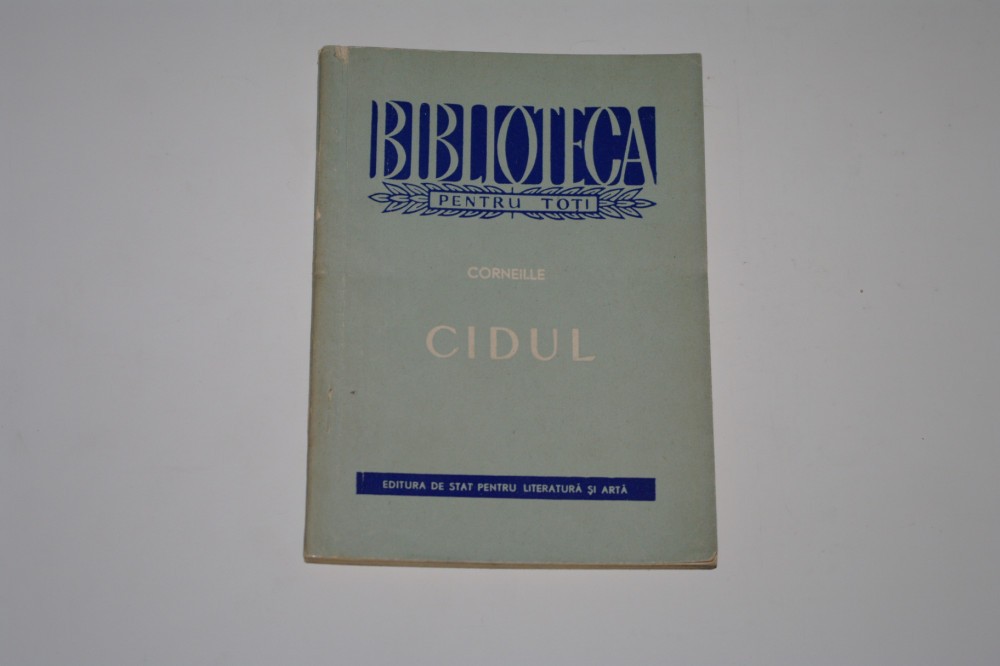 BIBLIOTECA
PENTRU TOȚI
CORNEILLE
CIDUL
EDITURA DE STAT PENTRU LITERATURĂ ȘI ARTĂ